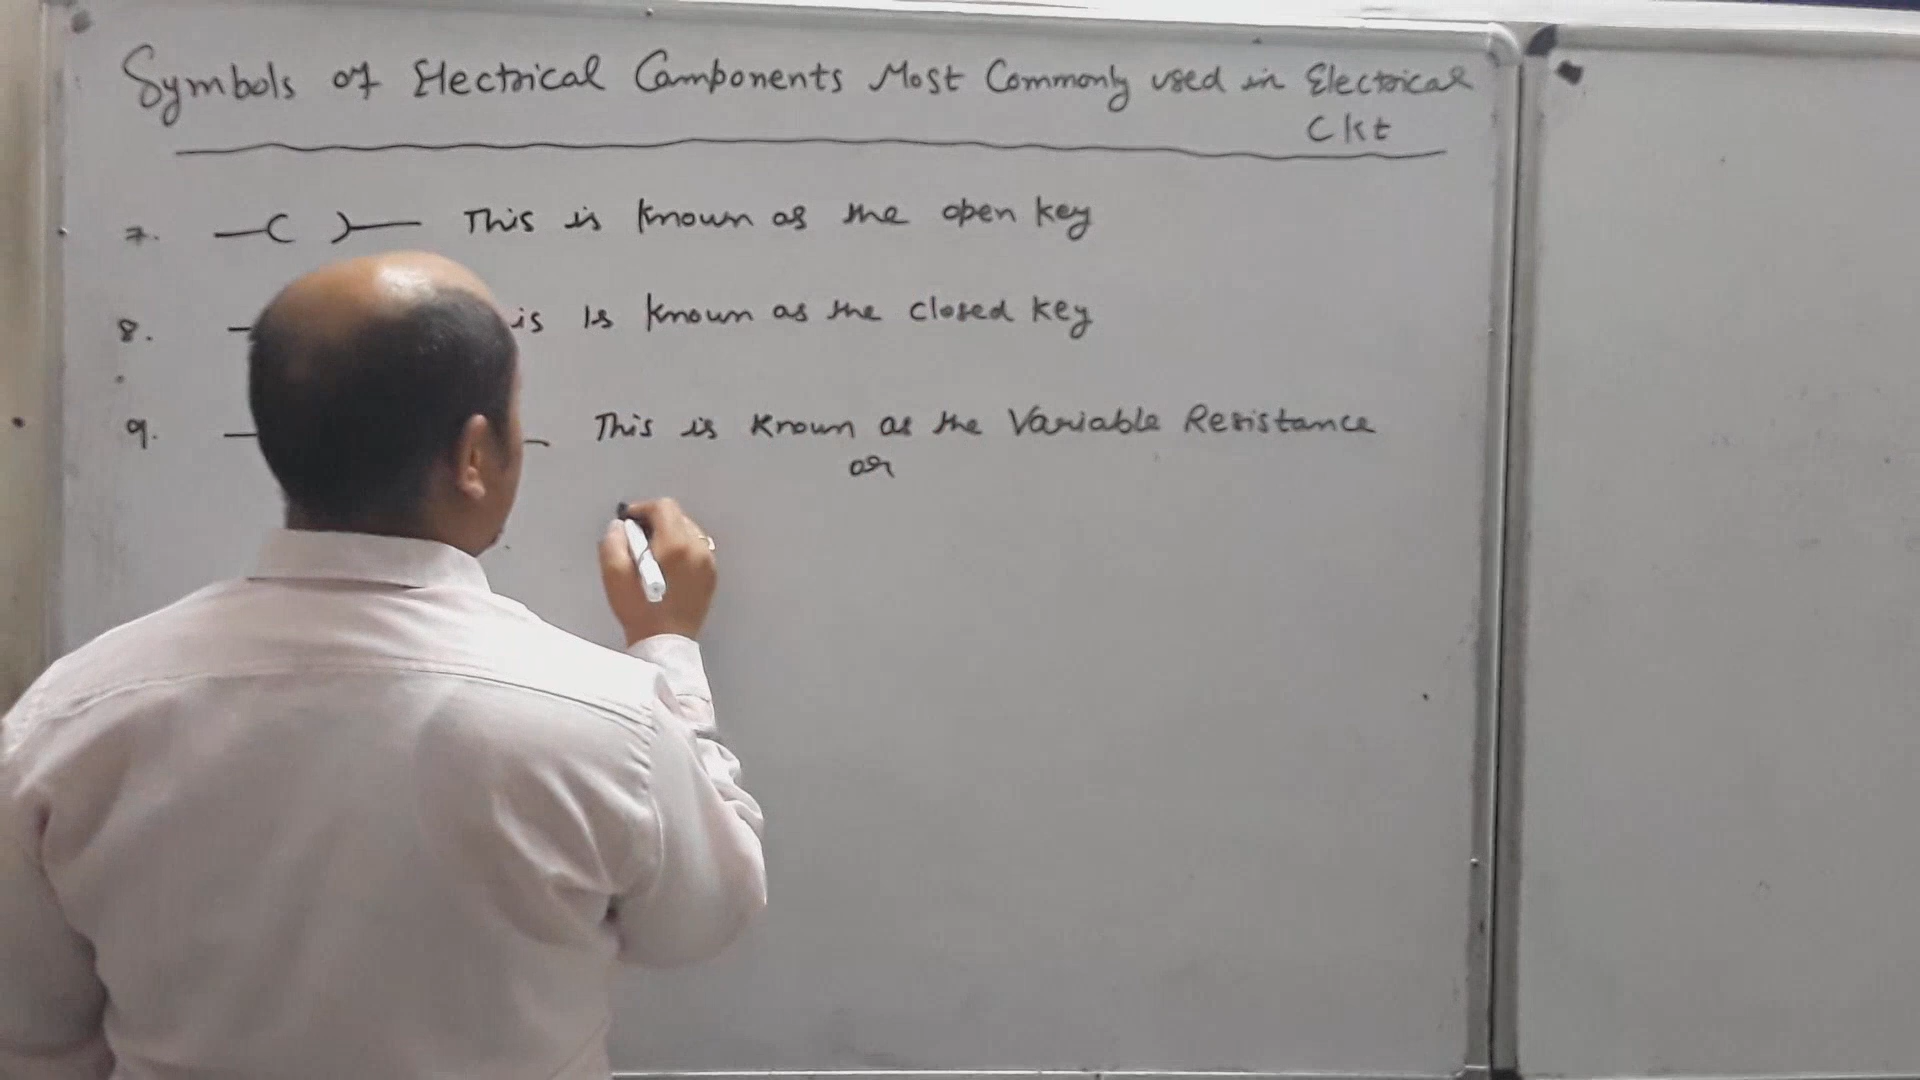 Symbols of Electrical Components Most Commonly used in Electrical
Ckt
7. This is known as the open key
8. is is known as the closed key
9. This is known as the Variable Resistance
or